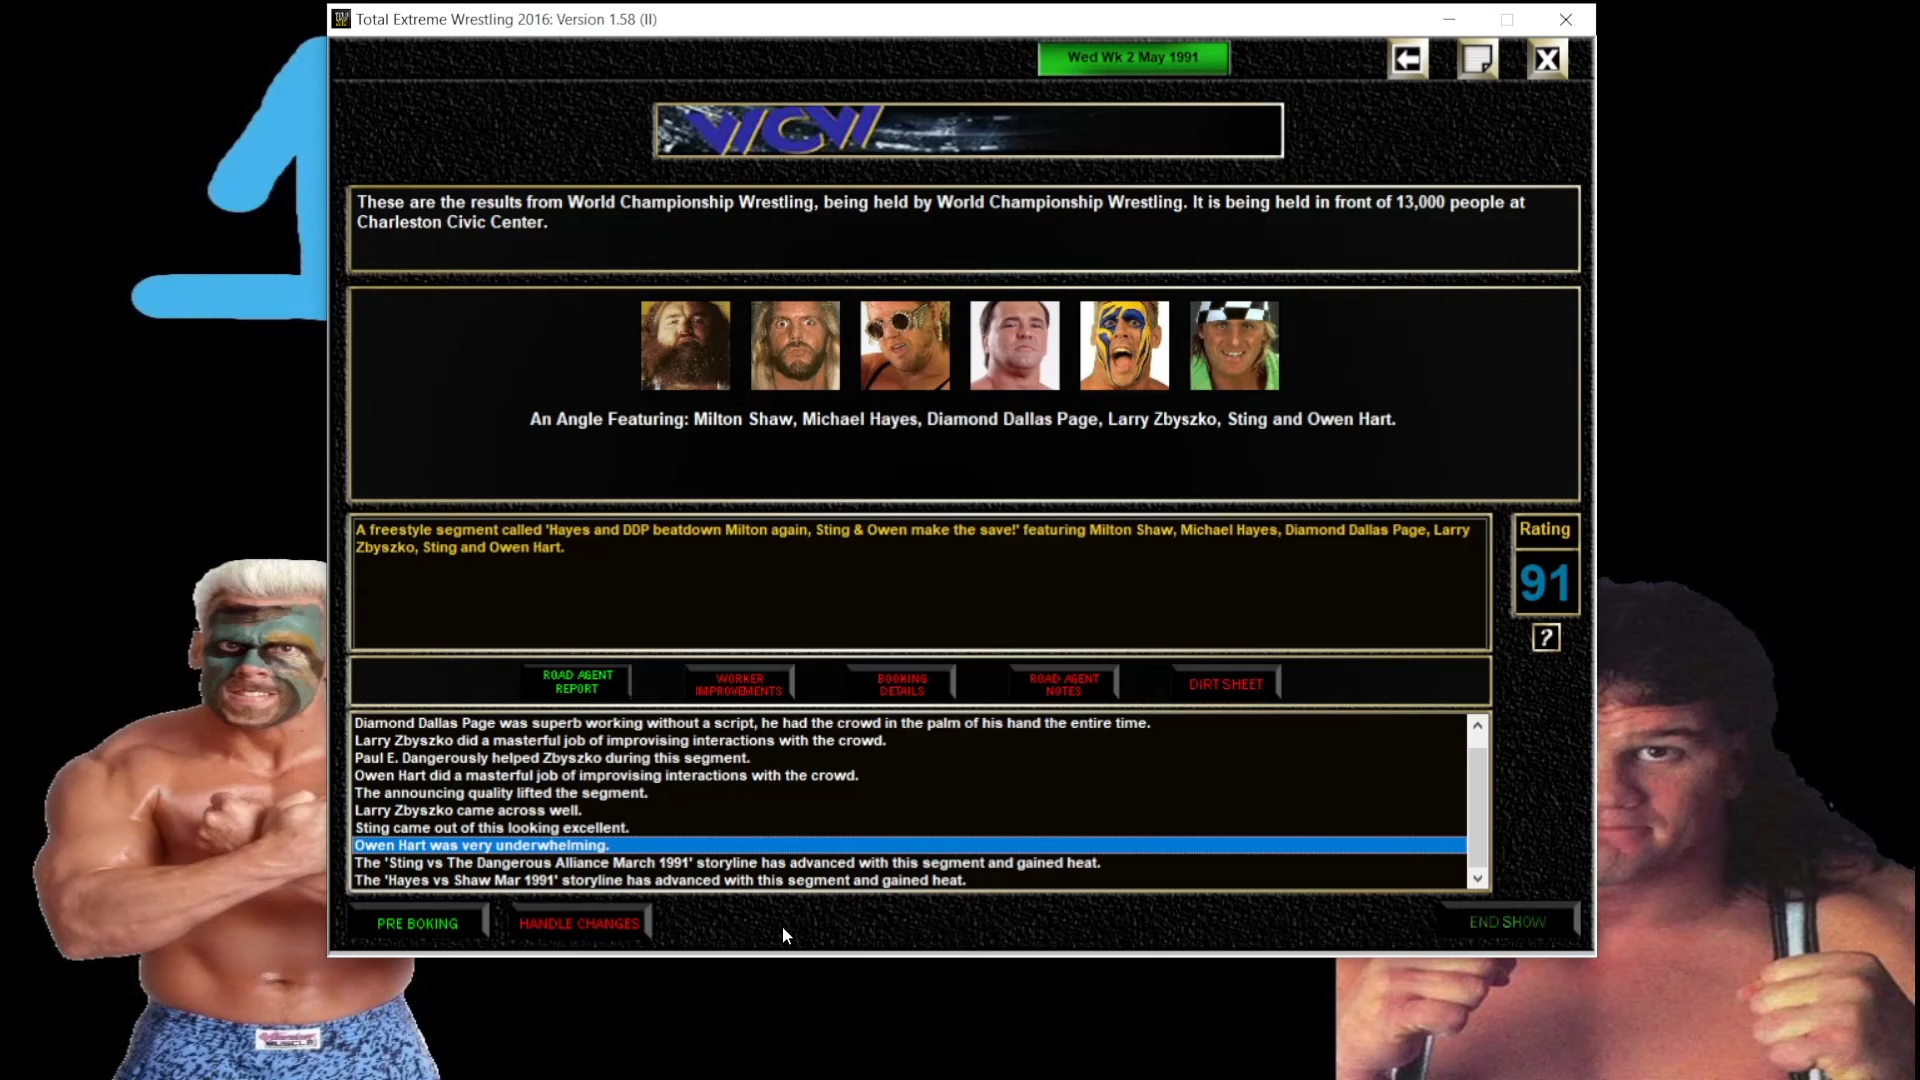 Total Extreme Wrestling 2016: Version 1.58 (II)
Wed Wk 2 May 1991
WCW
These are the results from World Championship Wrestling, being held by World Championship Wrestling. It is being held in front of 13,000 people at
Charleston Civic Center.
An Angle Featuring: Milton Shaw, Michael Hayes, Diamond Dallas Page, Larry Zbyszko, Sting and Owen Hart.
A freestyle segment called 'Hayes and DDP beatdown Milton again, Sting & Owen make the save!' featuring Milton Shaw, Michael Hayes, Diamond Dallas Page, Larry
Zbyszko, Sting and Owen Hart.
Rating
91
?
ROAD AGENT
REPORT
WORKER
IMPROVEMENTS
BOOKING
DETAILS
ROAD AGENT
NOTES
DIRT SHEET
Diamond Dallas Page was superb working without a script, he had the crowd in the palm of his hand the entire time.
Larry Zbyszko did a masterful job of improvising interactions with the crowd.
Paul E. Dangerously helped Zbyszko during this segment.
Owen Hart did a masterful job of improvising interactions with the crowd.
The announcing quality lifted the segment.
Larry Zbyszko came across well.
Sting came out of this looking excellent.
Owen Hart was very underwhelming.
The 'Sting vs The Dangerous Alliance March 1991' storyline has advanced with this segment and gained heat.
The 'Hayes vs Shaw Mar 1991' storyline has advanced with this segment and gained heat.
PRE BOKING
HANDLE CHANGES
END SHOW